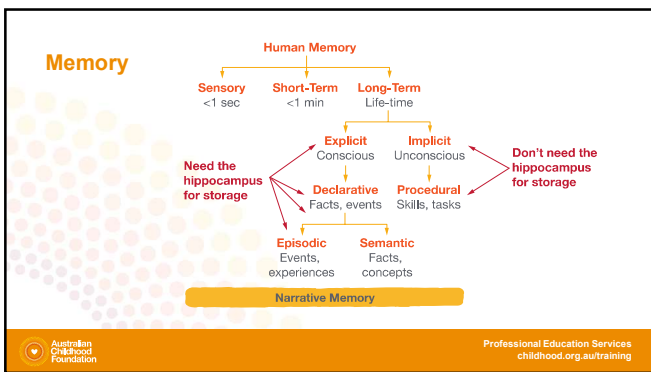 Memory
Human Memory
Sensory
<1 sec
Short-Term
<1 min
Long-Term
Life-time
Explicit
Conscious
Implicit
Unconscious
Need the
hippocampus
for storage
Don't need the
hippocampus
for storage
Declarative
Facts, events
Procedural
Skills, tasks
Episodic
Events,
experiences
Semantic
Facts,
concepts
Narrative Memory
Australian
Childhood
Foundation
Professional Education Services
childhood.org.au/training